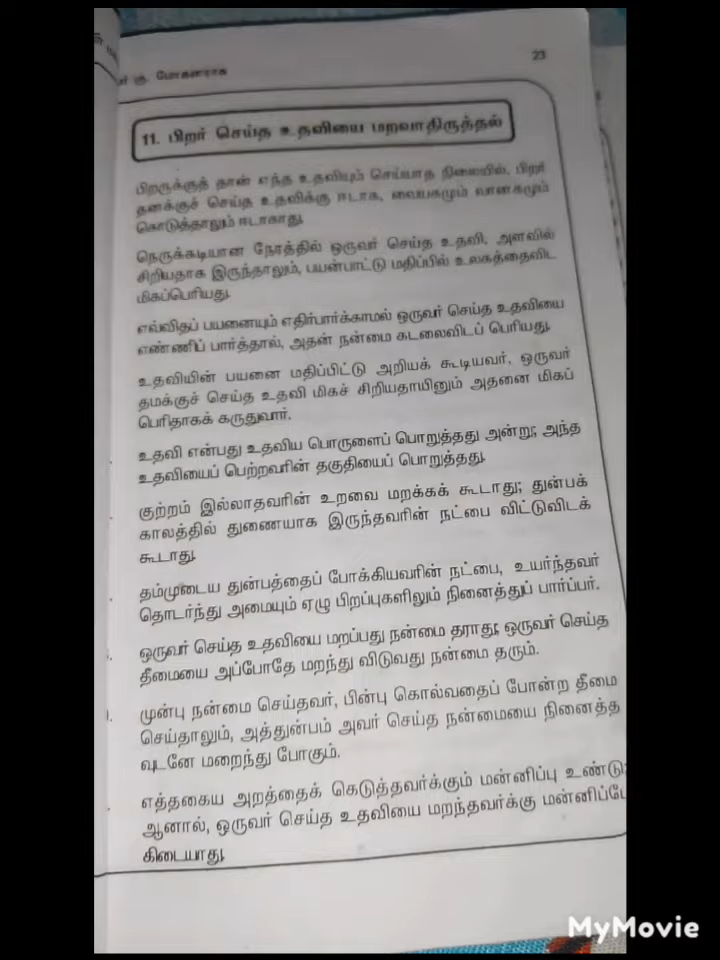 கு. மோகனராசு
23
11. பிறர் செய்த உதவியை மறவாதிருத்தல்
பிறருக்குத் தான் எந்த உதவியும் செய்யாத நிலையில், பிறர்
தனக்குச் செய்த உதவிக்கு ஈடாக, வையகமும் வானகமும்
கொடுத்தாலும் ஈடாகாது.
நெருக்கடியான நேரத்தில் ஒருவர் செய்த உதவி, அளவில்
சிறியதாக இருந்தாலும், பயன்பாட்டு மதிப்பில் உலகத்தைவிட
மிகப்பெரியது.
எவ்விதப் பயனையும் எதிர்பார்க்காமல் ஒருவர் செய்த உதவியை
எண்ணிப் பார்த்தால், அதன் நன்மை கடலைவிடப் பெரியது.
உதவியின் பயனை மதிப்பிட்டு அறியக் கூடியவர், ஒருவர்
தமக்குச் செய்த உதவி மிகச் சிறியதாயினும் அதனை மிகப்
பெரிதாகக் கருதுவார்.
உதவி என்பது உதவிய பொருளைப் பொறுத்தது அன்று; அந்த
உதவியைப் பெற்றவரின் தகுதியைப் பொறுத்தது.
குற்றம் இல்லாதவரின் உறவை மறக்கக் கூடாது; துன்பக்
காலத்தில் துணையாக இருந்தவரின் நட்பை விட்டுவிடக்
கூடாது.
தம்முடைய துன்பத்தைப் போக்கியவரின் நட்பை, உயர்ந்தவர்
தொடர்ந்து அமையும் ஏழு பிறப்புகளிலும் நினைத்துப் பார்ப்பர்.
ஒருவர் செய்த உதவியை மறப்பது நன்மை தராது; ஒருவர் செய்த
தீமையை அப்போதே மறந்து விடுவது நன்மை தரும்.
முன்பு நன்மை செய்தவர், பின்பு கொல்வதைப் போன்ற தீமை
செய்தாலும், அத்துன்பம் அவர் செய்த நன்மையை நினைத்த
வுடனே மறைந்து போகும்.
எத்தகைய அறத்தைக் கெடுத்தவர்க்கும் மன்னிப்பு உண்டு;
ஆனால், ஒருவர் செய்த உதவியை மறந்தவர்க்கு மன்னிப்பே
கிடையாது.
MyMovie